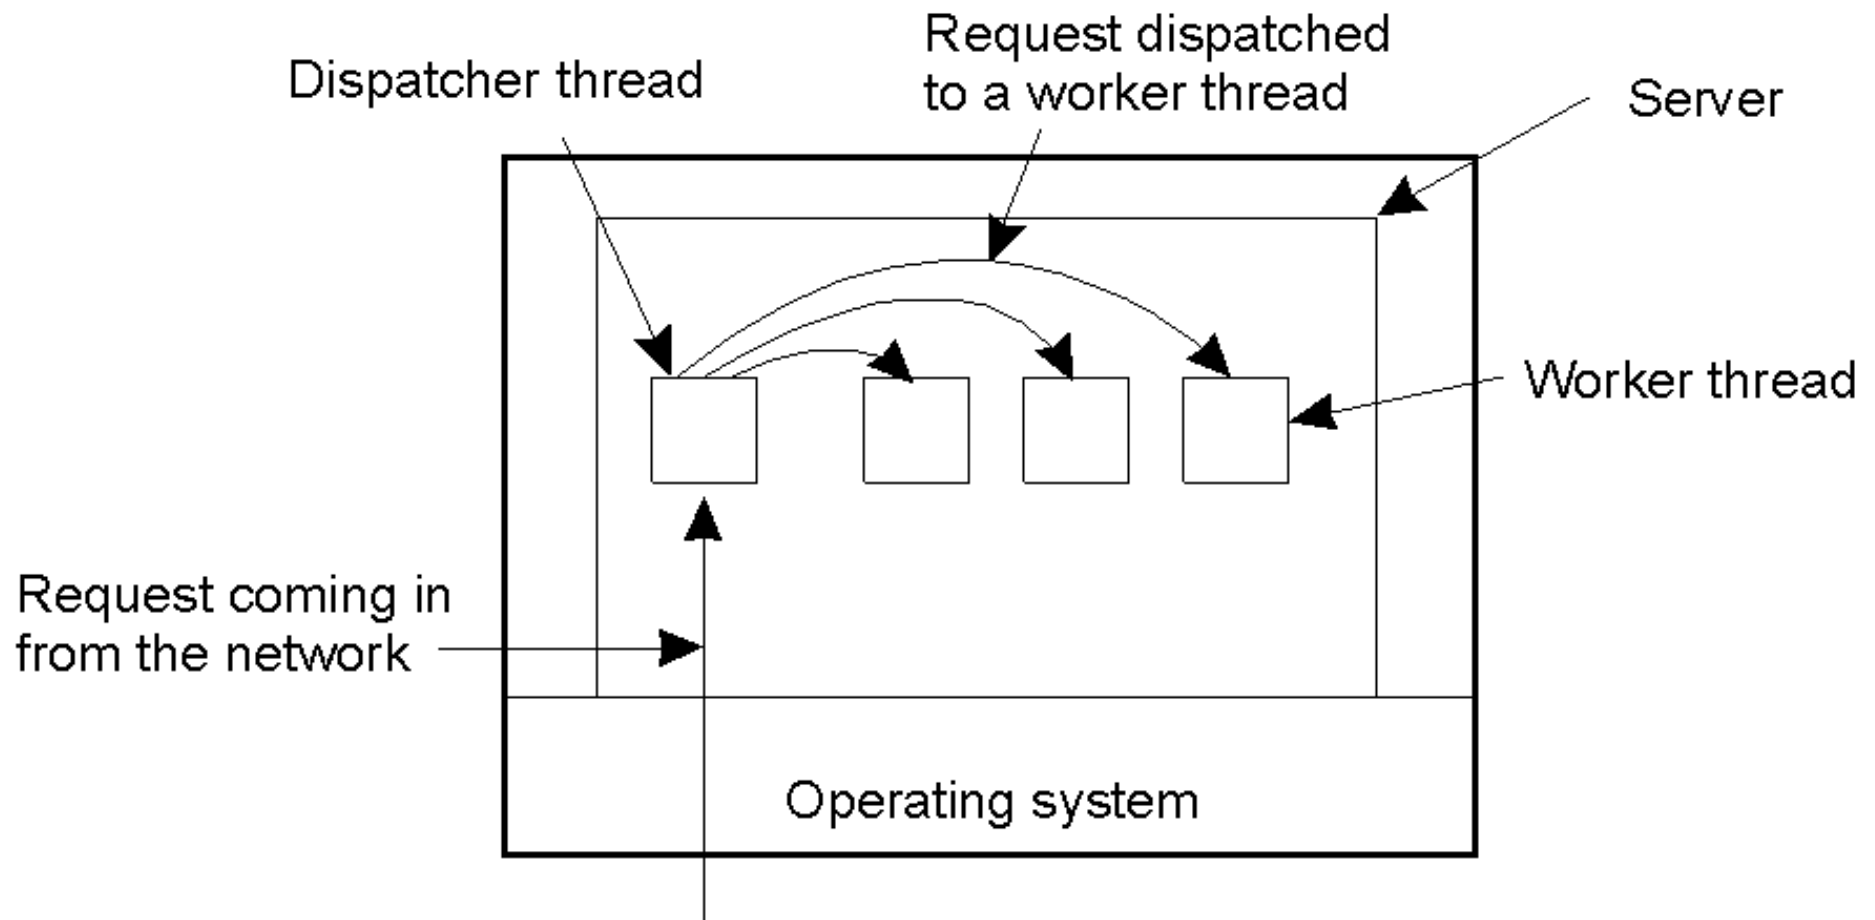 Request dispatched
to a worker thread
Dispatcher thread
Server
Worker thread
Request coming in
from the network
Operating system